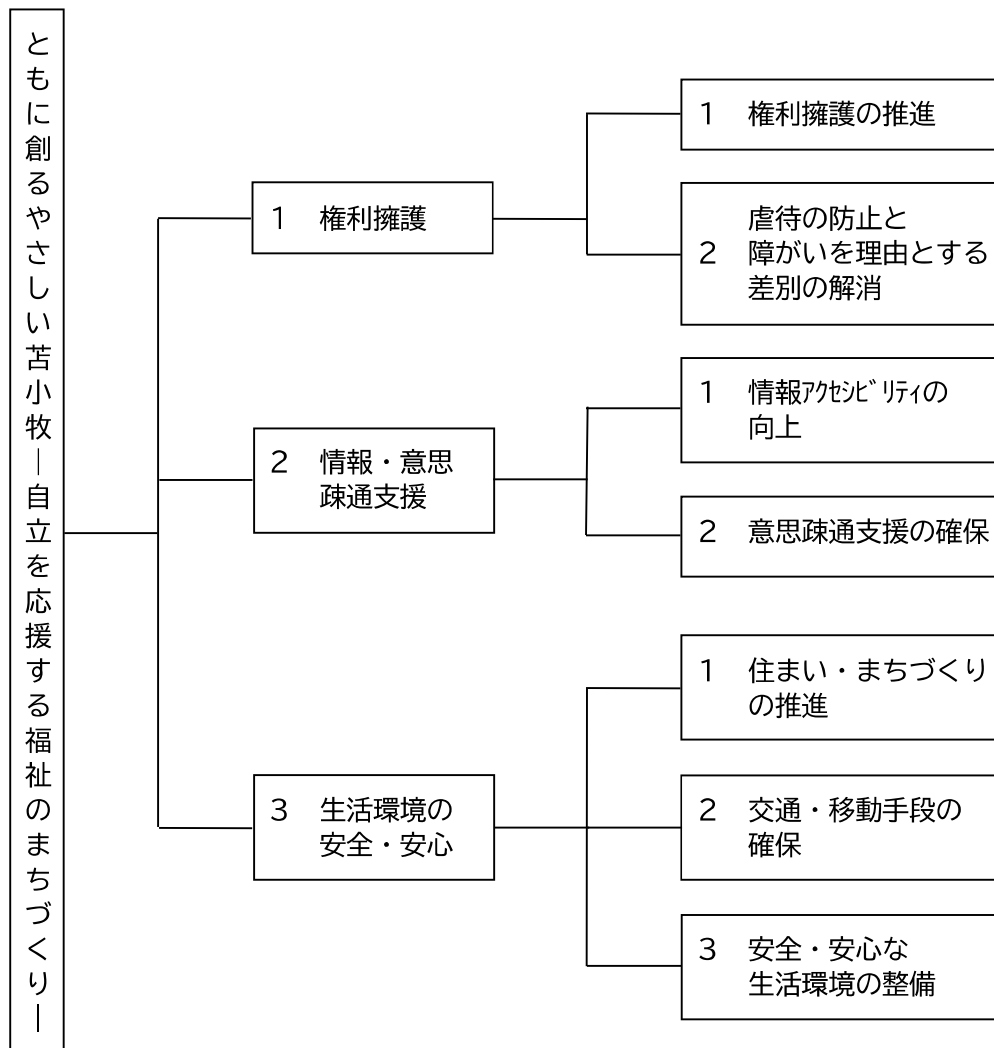 ともに創るやさしい苫小牧―自立を応援する福祉のまちづくり―
1 権利擁護
1 権利擁護の推進
2 虐待の防止と
障がいを理由とする
差別の解消
2 情報・意思
疎通支援
1 情報ｱｸｾｼﾋﾞﾘﾃｨの
向上
2 意思疎通支援の確保
3 生活環境の
安全・安心
1 住まい・まちづくり
の推進
2 交通・移動手段の
確保
3 安全・安心な
生活環境の整備